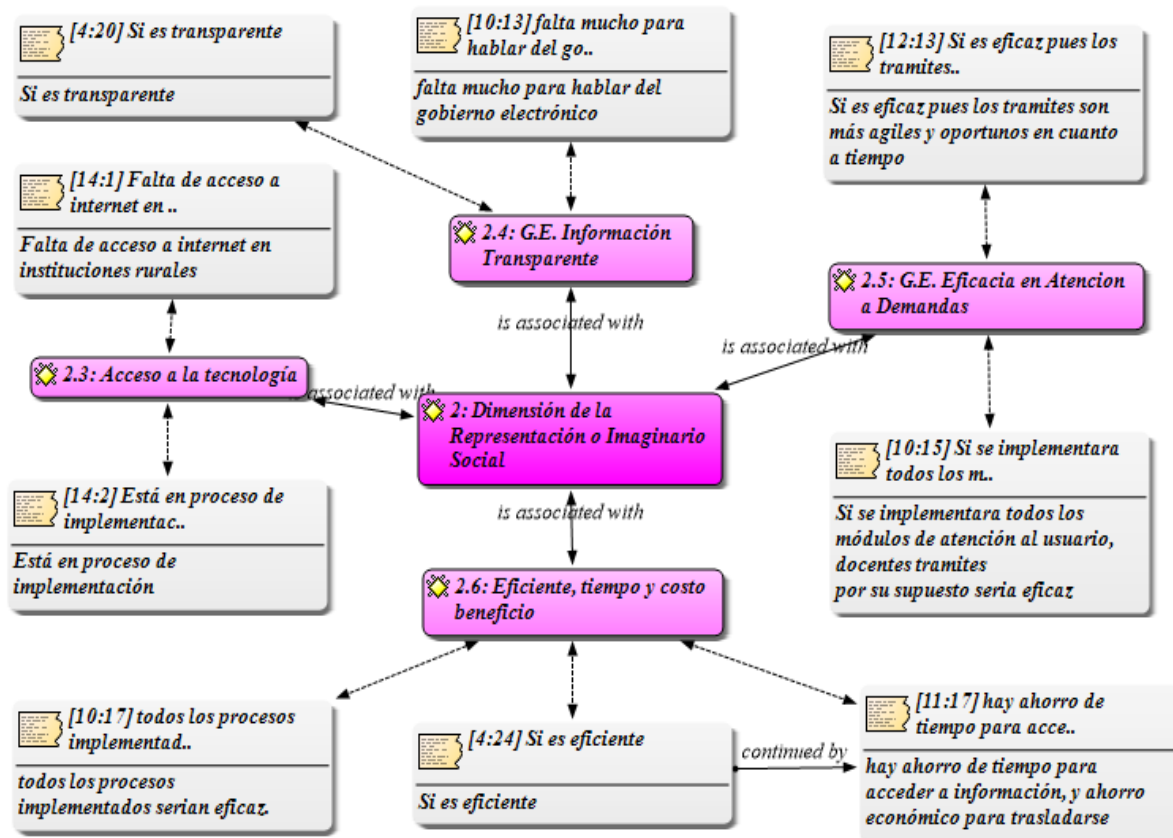 [4:20] Si es transparente
Si es transparente
[10:13] falta mucho para
hablar del go..
falta mucho para hablar del
gobierno electrónico
[12:13] Si es eficaz pues los
tramites..
Si es eficaz pues los tramites son
más agiles y oportunos en cuanto
a tiempo
[14:1] Falta de acceso a
internet en ..
Falta de acceso a internet en
instituciones rurales
2.4: G.E. Información
Transparente
2.5: G.E. Eficacia en Atencion
a Demandas
is associated with
is associated with
2.3: Acceso a la tecnología
is associated with
2: Dimensión de la
Representación o Imaginario
Social
[14:2] Está en proceso de
implementac..
Está en proceso de
implementación
[10:15] Si se implementara
todos los m..
Si se implementara todos los
módulos de atención al usuario,
docentes tramites
por su supuesto seria eficaz
is associated with
2.6: Eficiente, tiempo y costo
beneficio
[10:17] todos los procesos
implementad..
todos los procesos
implementados serian eficaz.
[4:24] Si es eficiente
Si es eficiente
continued by
[11:17] hay ahorro de
tiempo para acce..
hay ahorro de tiempo para
acceder a información, y ahorro
económico para trasladarse